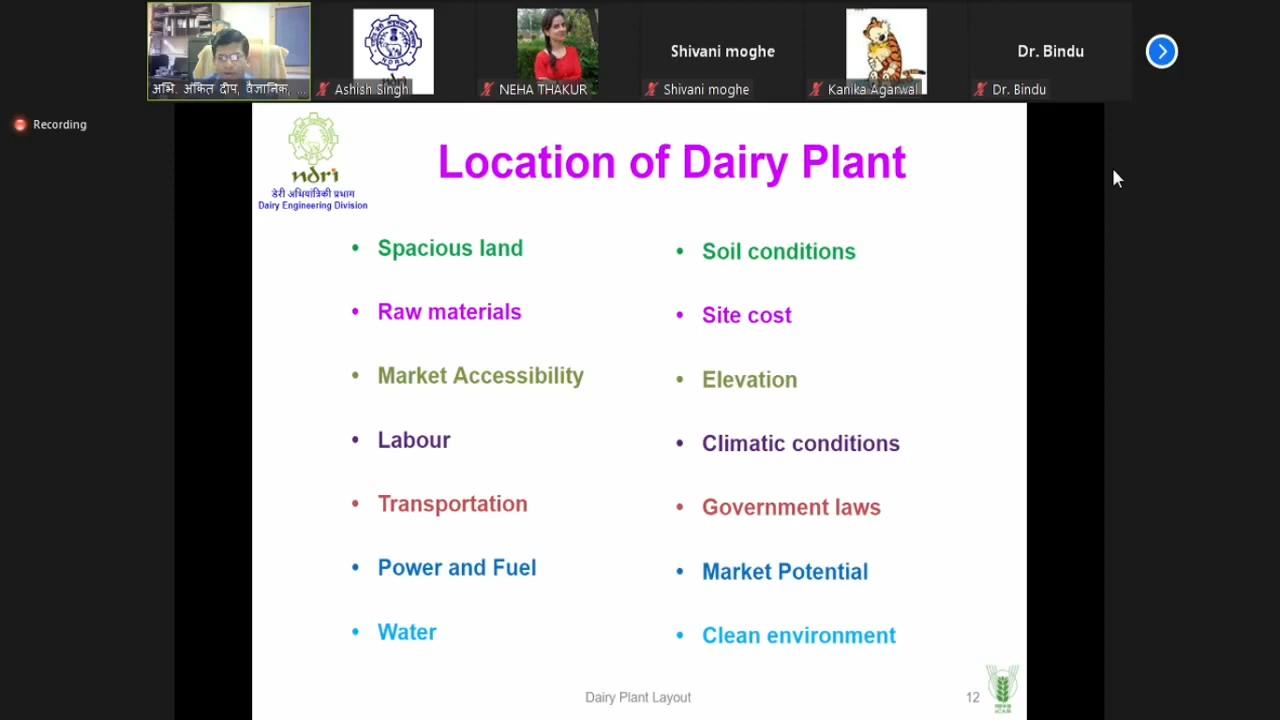 Shivani moghe
Dr. Bindu
अभि. अंकित दीप, वैज्ञानिक, ...
Ashish Singh
NEHA THAKUR
Shivani moghe
Kanika Agarwal
Dr. Bindu
Recording
ndri
डेरी अभियांत्रिकी प्रभाग
Dairy Engineering Division
Location of Dairy Plant
• Spacious land
• Raw materials
• Market Accessibility
• Labour
• Transportation
• Power and Fuel
• Water
• Soil conditions
• Site cost
• Elevation
• Climatic conditions
• Government laws
• Market Potential
• Clean environment
Dairy Plant Layout
12